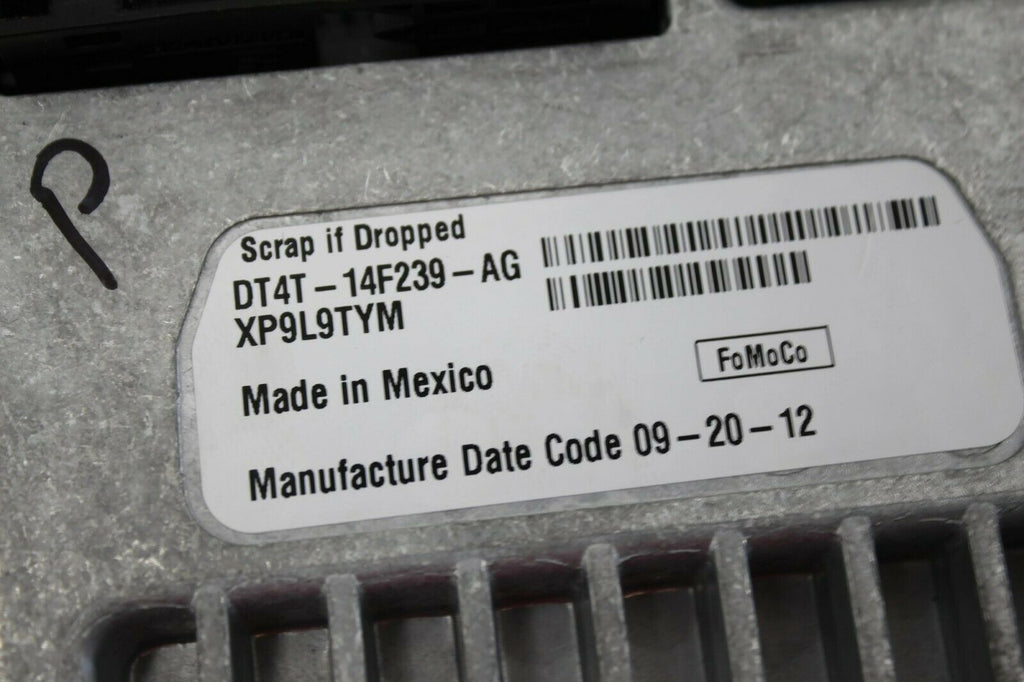 P
Scrap if Dropped
DT4T-14F239-AG
XP9L9TYM
Made in Mexico
FoMoCo
Manufacture Date Code 09-20-12